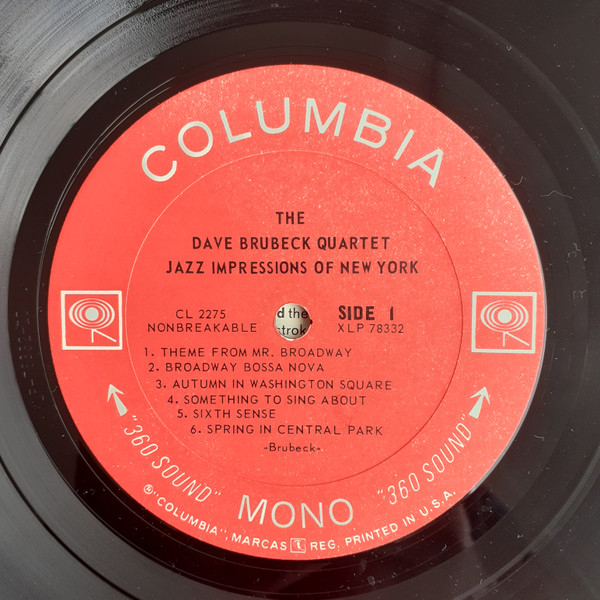 COLUMBIA
THE
DAVE BRUBECK QUARTET
JAZZ IMPRESSIONS OF NEW YORK
CL 2275
NONBREAKABLE
d the
strok
SIDE 1
XLP 78332
1. THEME FROM MR. BROADWAY
2. BROADWAY BOSSA NOVA
3. AUTUMN IN WASHINGTON SQUARE
4. SOMETHING TO SING ABOUT
5. SIXTH SENSE
6. SPRING IN CENTRAL PARK
-Brubeck-
"360 SOUND"
MONO
"360 SOUND"
®"COLUMBIA", MARCAS REG. PRINTED IN U.S.A.